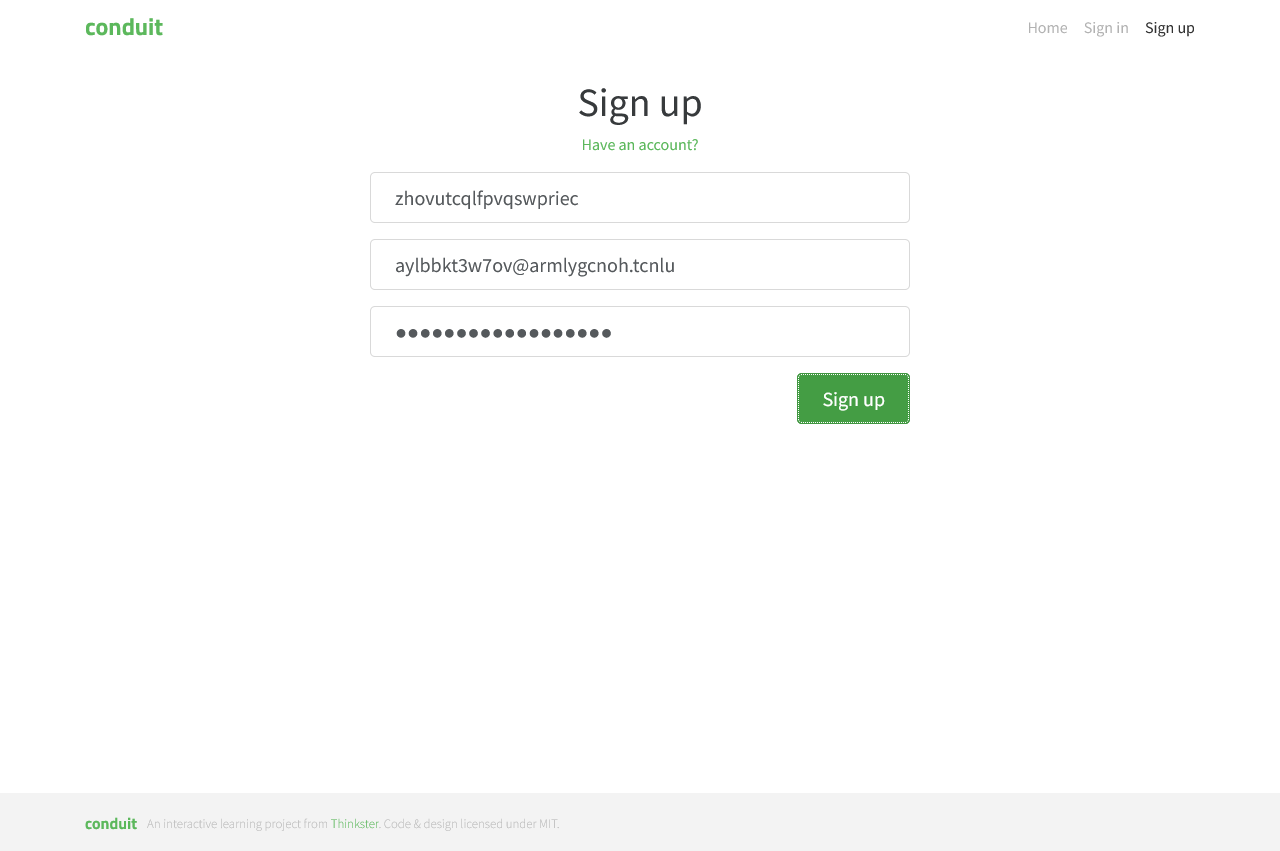 conduit
Home Sign in Sign up
Sign up
Have an account?
zhovutcqlfpvqswpriec
aylbbkt3w7ov@armlygcnoh.tcnlu
●●●●●●●●●●●●●●●●●●
Sign up
conduit An interactive learning project from Thinkster. Code & design licensed under MIT.